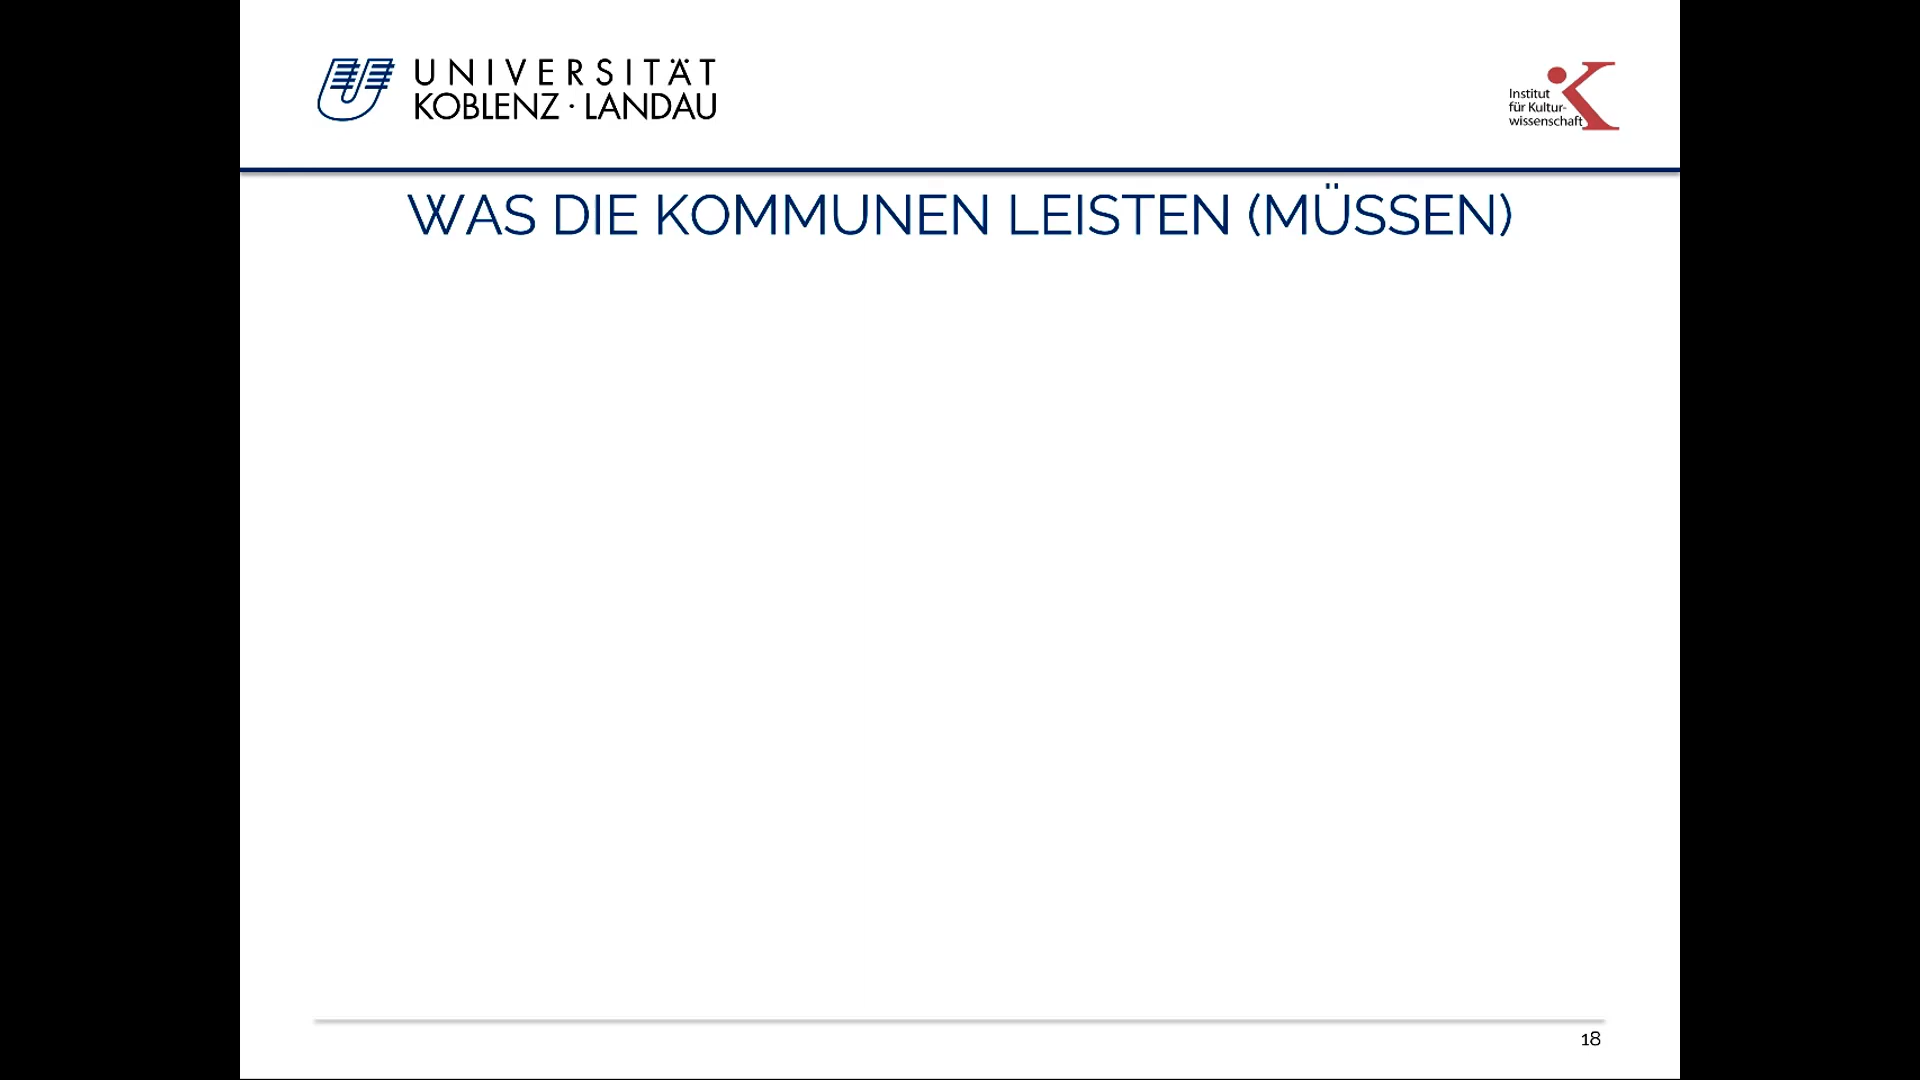 UNIVERSITÄT
KOBLENZ · LANDAU
Institut
für Kultur-
wissenschaft
WAS DIE KOMMUNEN LEISTEN (MÜSSEN)
18